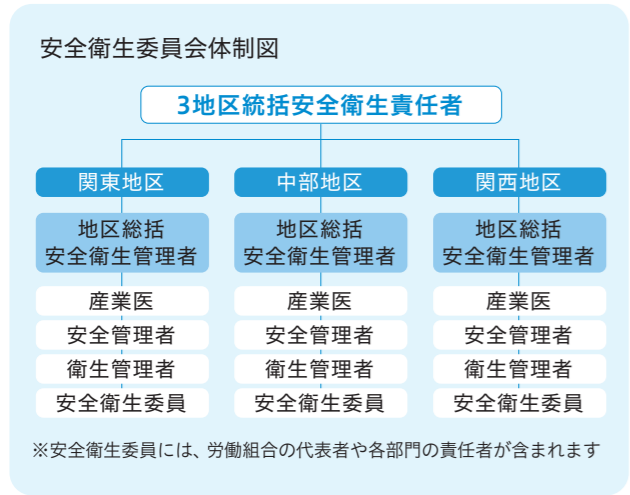 安全衛生委員会体制図
3地区統括安全衛生責任者
関東地区
地区総括
安全衛生管理者
産業医
安全管理者
衛生管理者
安全衛生委員
中部地区
地区総括
安全衛生管理者
産業医
安全管理者
衛生管理者
安全衛生委員
関西地区
地区総括
安全衛生管理者
産業医
安全管理者
衛生管理者
安全衛生委員
※安全衛生委員には、労働組合の代表者や各部門の責任者が含まれます